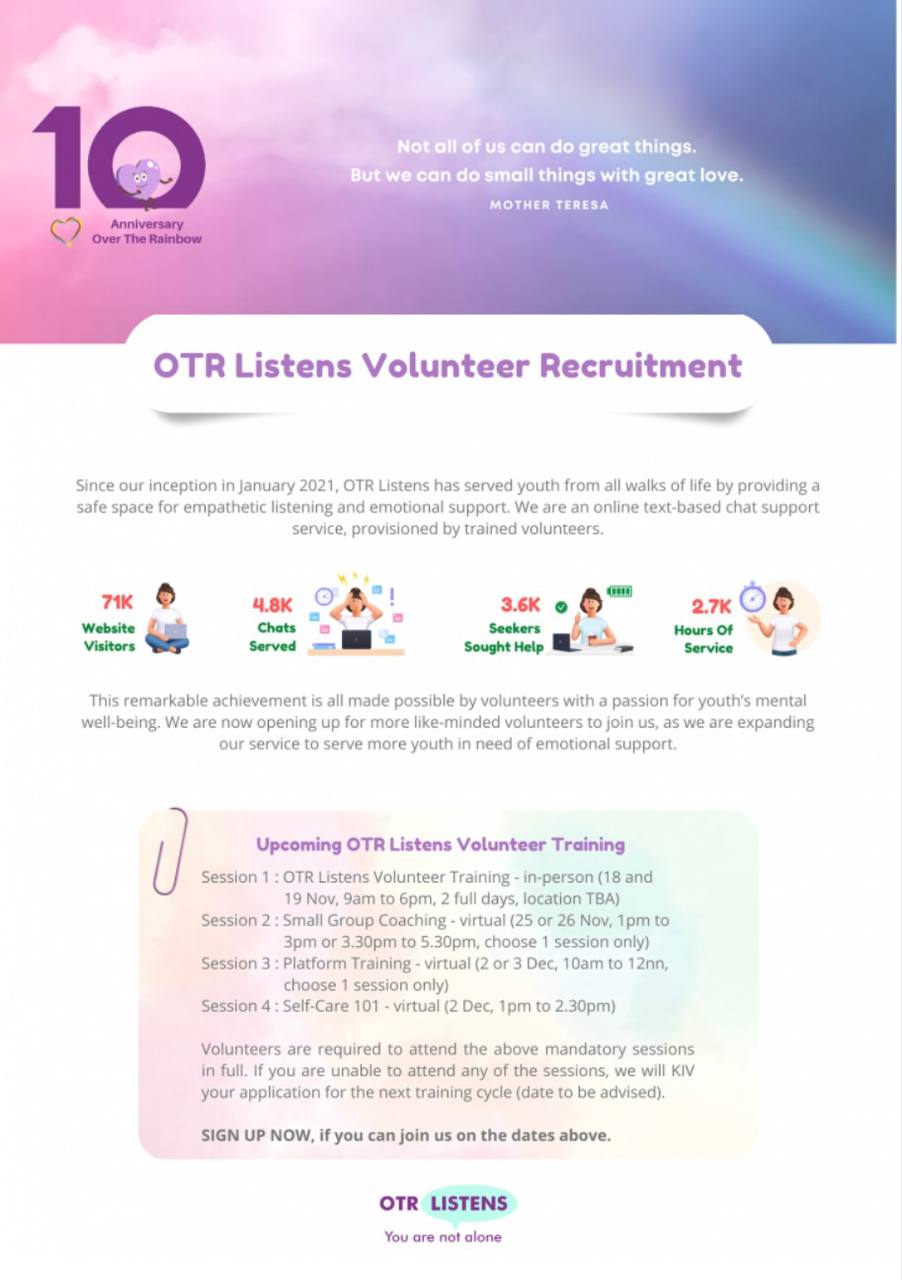 10
Anniversary
Over The Rainbow
Not all of us can do great things.
But we can do small things with great love.
MOTHER TERESA
OTR Listens Volunteer Recruitment
Since our inception in January 2021, OTR Listens has served youth from all walks of life by providing a
safe space for empathetic listening and emotional support. We are an online text-based chat support
service, provisioned by trained volunteers.
71K
Website
Visitors
4.8K
Chats
Served
3.6K
Seekers
Sought Help
2.7K
Hours Of
Service
This remarkable achievement is all made possible by volunteers with a passion for youth's mental
well-being. We are now opening up for more like-minded volunteers to join us, as we are expanding
our service to serve more youth in need of emotional support.
Upcoming OTR Listens Volunteer Training
Session 1 : OTR Listens Volunteer Training - in-person (18 and
19 Nov, 9am to 6pm, 2 full days, location TBA)
Session 2 : Small Group Coaching - virtual (25 or 26 Nov, 1pm to
3pm or 3.30pm to 5.30pm, choose 1 session only)
Session 3 : Platform Training - virtual (2 or 3 Dec, 10am to 12nn,
choose 1 session only)
Session 4 : Self-Care 101 - virtual (2 Dec, 1pm to 2.30pm)
Volunteers are required to attend the above mandatory sessions
in full. If you are unable to attend any of the sessions, we will KIV
your application for the next training cycle (date to be advised).
SIGN UP NOW, if you can join us on the dates above.
OTR LISTENS
You are not alone